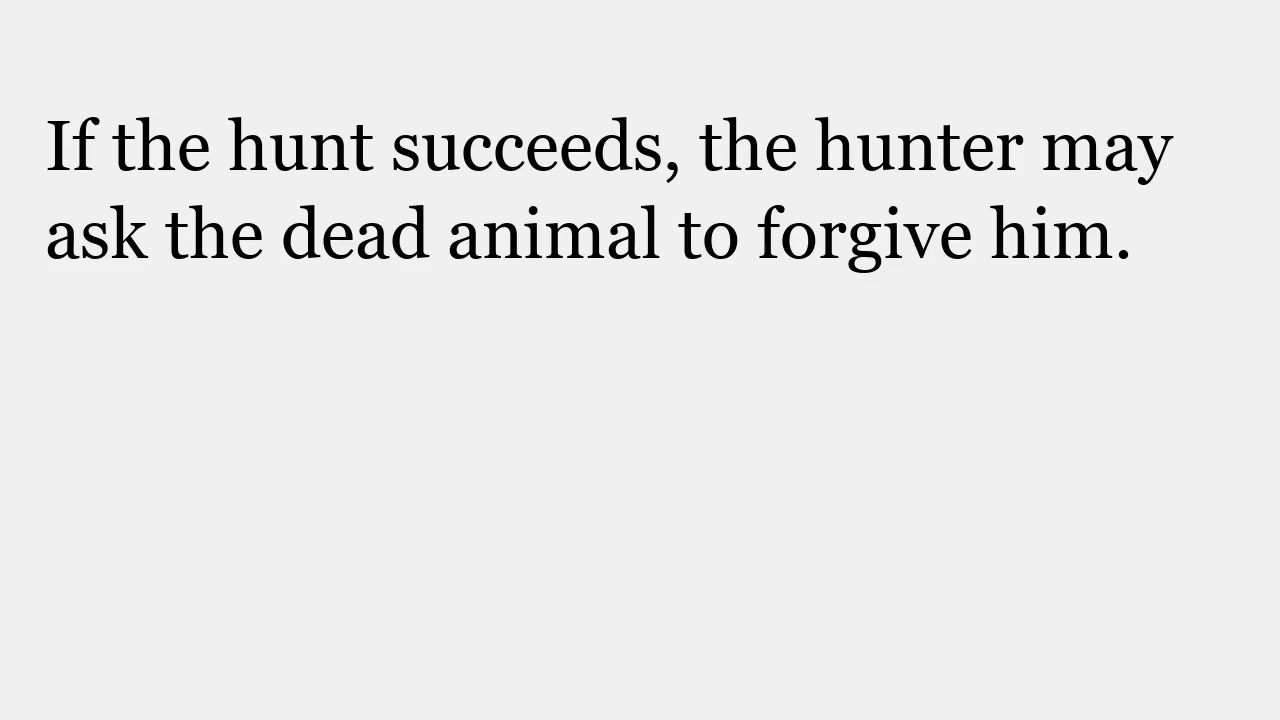 If the hunt succeeds, the hunter may
ask the dead animal to forgive him.